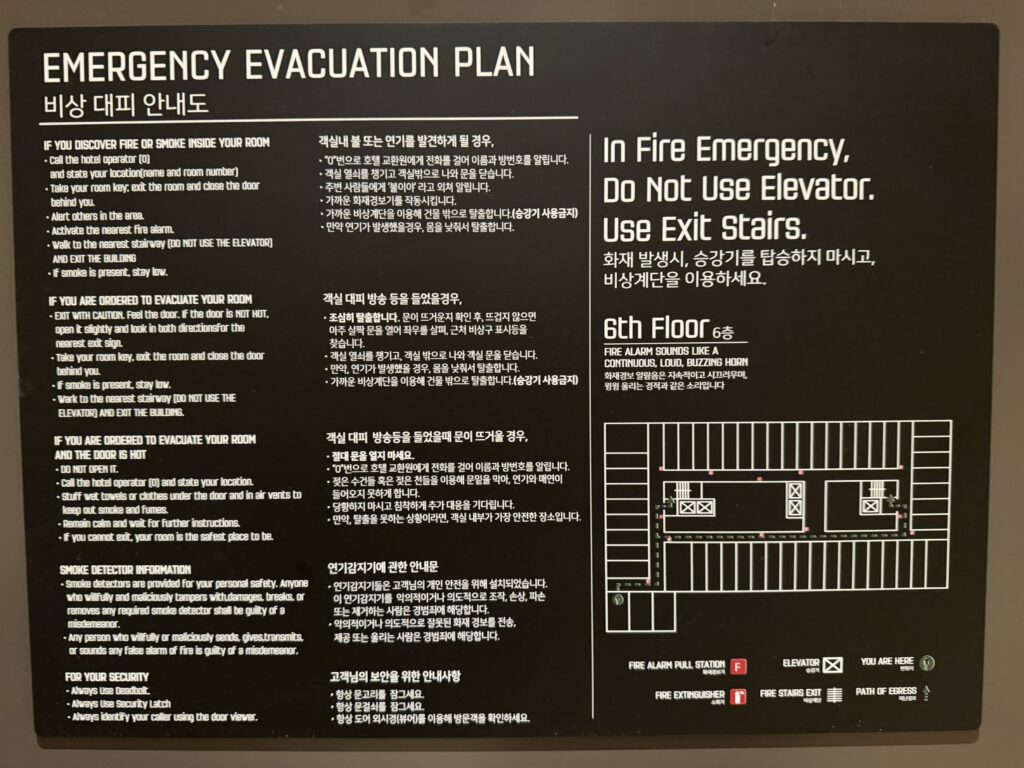 EMERGENCY EVACUATION PLAN
비상 대피 안내도
IF YOU DISCOVER FIRE OR SMOKE INSIDE YOUR ROOM
• Call the hotel operator (0)
and state your location(name and room number)
• Take your room key; exit the room and close the door
behind you.
• Alert others in the area.
• Activate the nearest fire alarm.
• Walk to the nearest stairway (DO NOT USE THE ELEVATOR)
AND EXIT THE BUILDING
• If smoke is present, stay low.
객실내 불 또는 연기를 발견하게 될 경우,
• "0"번으로 호텔 교환원에게 전화를 걸어 이름과 방번호를 알립니다.
• 객실 열쇠를 챙기고 객실밖으로 나와 문을 닫습니다.
• 주변 사람들에게 '불이야' 라고 외쳐 알립니다.
• 가까운 화재경보기를 작동시킵니다.
• 가까운 비상계단을 이용해 건물 밖으로 탈출합니다.(승강기 사용금지)
• 만약 연기가 발생했을경우, 몸을 낮춰서 탈출합니다.
IF YOU ARE ORDERED TO EVACUATE YOUR ROOM
• EXIT WITH CAUTION. Feel the door. If the door is NOT HOT,
open it slightly and look in both directionsfor the
nearest exit sign.
• Take your room key, exit the room and close the door
behind you.
• If smoke is present, stay low.
• Wark to the nearest stairway (DO NOT USE THE
ELEVATOR) AND EXIT THE BUILDING.
객실 대피 방송 등을 들었을경우,
• 조심히 탈출합니다. 문이 뜨거운지 확인 후, 뜨겁지 않으면
아주 살짝 문을 열어 좌우를 살펴, 근처 비상구 표시등을
찾습니다.
• 객실 열쇠를 챙기고, 객실 밖으로 나와 객실 문을 닫습니다.
• 만약, 연기가 발생했을 경우, 몸을 낮춰서 탈출합니다.
• 가까운 비상계단을 이용해 건물 밖으로 탈출합니다.(승강기 사용금지)
IF YOU ARE ORDERED TO EVACUATE YOUR ROOM
AND THE DOOR IS HOT
• DO NOT OPEN IT.
• Call the hotel operator (0) and state your location.
• Stuff wet towels or clothes under the door and in air vents to
keep out smoke and fumes.
• Remain calm and wait for further instructions.
• If you cannot exit, your room is the safest place to be.
객실 대피 방송등을 들었을때 문이 뜨거울 경우,
• 절대 문을 열지 마세요.
• "0"번으로 호텔 교환원에게 전화를 걸어 이름과 방번호를 알립니다.
• 젖은 수건들 혹은 젖은 천들을 이용해 문밑을 막아, 연기와 매연이
들어오지 못하게 합니다.
• 당황하지 마시고 침착하게 추가 대응을 기다립니다.
• 만약, 탈출을 못하는 상황이라면, 객실 내부가 가장 안전한 장소입니다.
SMOKE DETECTOR INFORMATION
• Smoke detectors are provided for your personal safety. Anyone
who willfully and maliciously tampers with,damages, breaks, or
removes any required smoke detector shall be guilty of a
misdemeanor.
• Any person who willfully or maliciously sends, gives,transmits,
or sounds any false alarm of fire is guilty of a misdemeanor.
연기감지기에 관한 안내문
• 연기감지기들은 고객님의 개인 안전을 위해 설치되었습니다.
이 연기감지기를 악의적이거나 의도적으로 조작, 손상, 파손
또는 제거하는 사람은 경범죄에 해당합니다.
• 악의적이거나 의도적으로 잘못된 화재 경보를 전송,
제공 또는 울리는 사람은 경범죄에 해당합니다.
FOR YOUR SECURITY
• Always Use Deadbolt.
• Always Use Security Latch
• Always identify your caller using the door viewer.
고객님의 보안을 위한 안내사항
• 항상 문고리를 잠그세요.
• 항상 문걸쇠를 잠그세요.
• 항상 도어 외시경(뷰어)를 이용해 방문객을 확인하세요.
In Fire Emergency,
Do Not Use Elevator.
Use Exit Stairs.
화재 발생시, 승강기를 탑승하지 마시고,
비상계단을 이용하세요.
6th Floor 6층
FIRE ALARM SOUNDS LIKE A
CONTINUOUS, LOUD, BUZZING HORN
화재경보 알람음은 지속적이고 시끄러우며,
윙윙 울리는 경적과 같은 소리입니다
FIRE ALARM PULL STATION F
화재경보기
ELEVATOR
승강기
YOU ARE HERE
현위치
FIRE EXTINGUISHER
소화기
FIRE STAIRS EXIT
비상계단
PATH OF EGRESS
피난경로